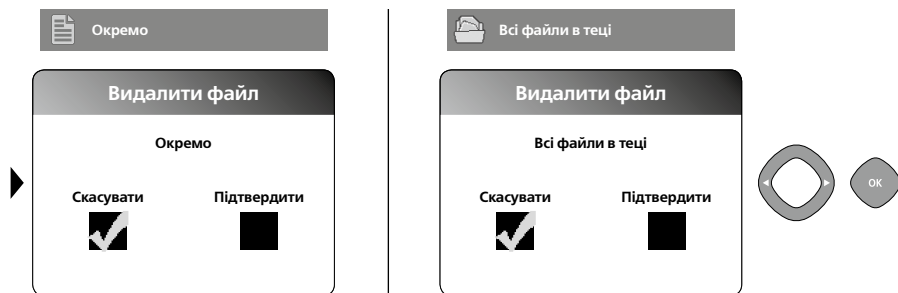 Окремо
Видалити файл
Окремо
Скасувати Підтвердити
Всі файли в теці
Видалити файл
Всі файли в теці
Скасувати Підтвердити
OK